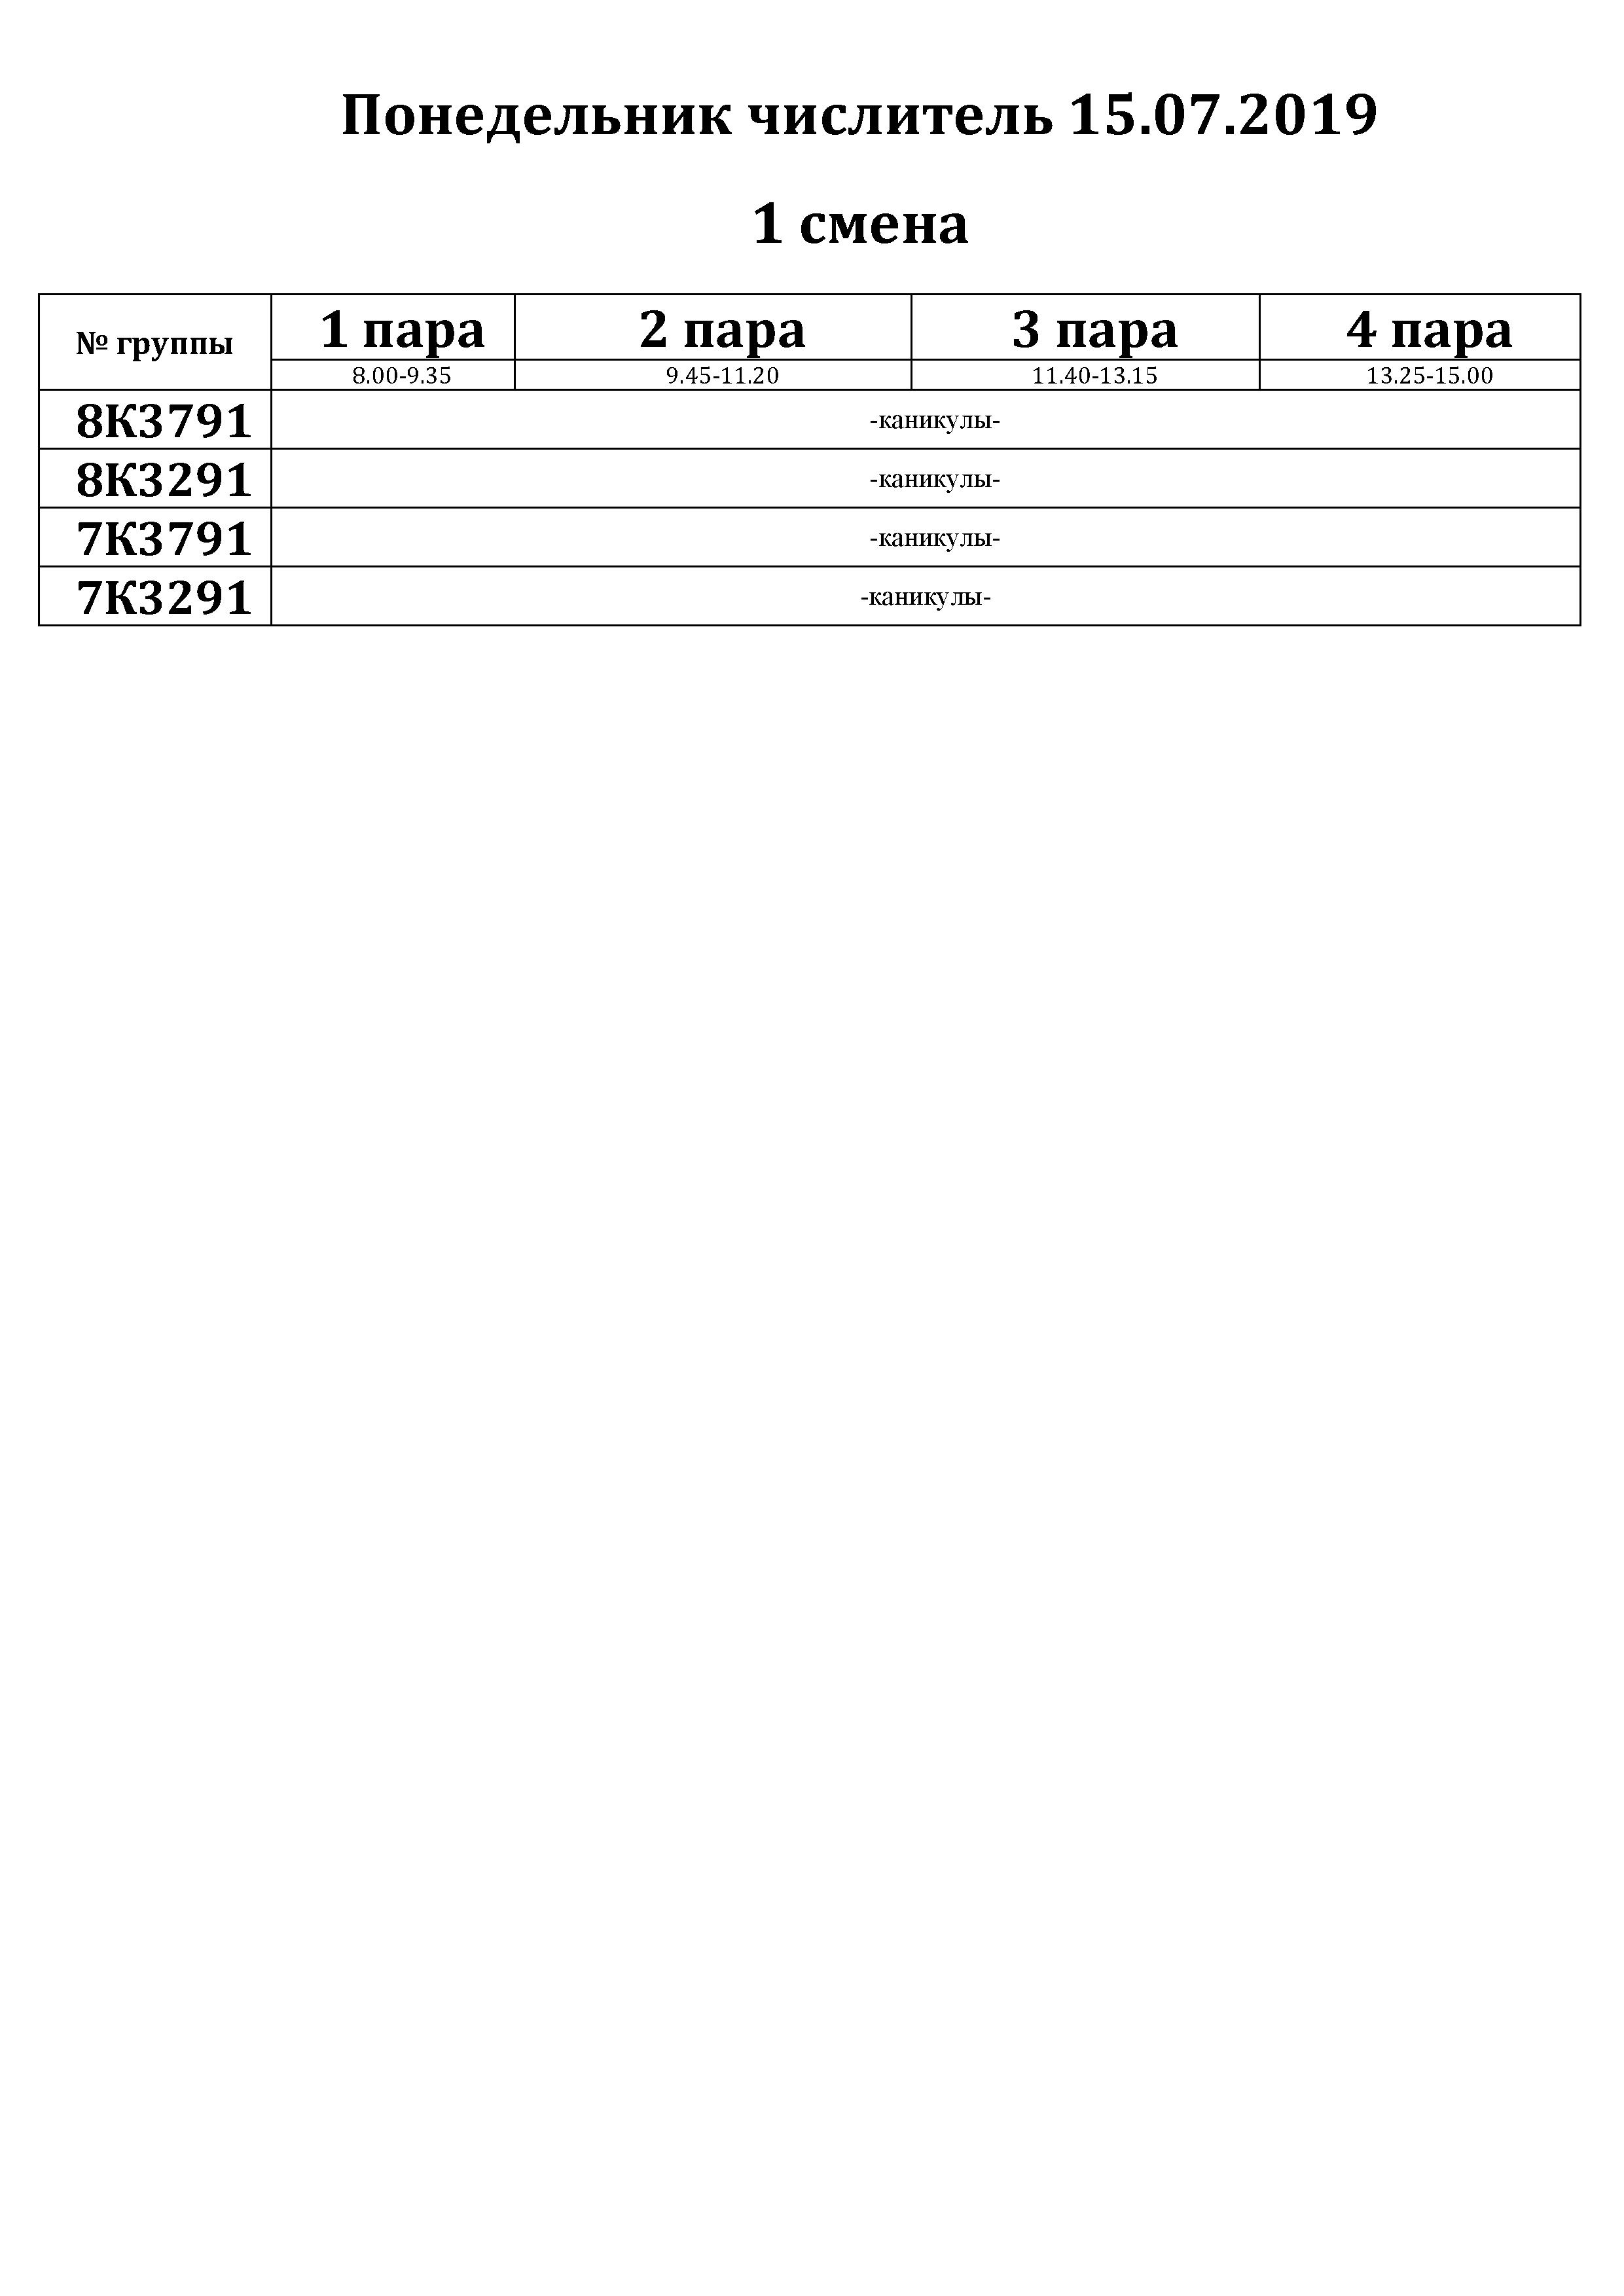 Понедельник числитель 15.07.2019
1 смена
№ группы 1 пара 2 пара 3 пара 4 пара
8.00-9.35 9.45-11.20 11.40-13.15 13.25-15.00
8К3791 -каникулы-
8К3291 -каникулы-
7К3791 -каникулы-
7К3291 -каникулы-